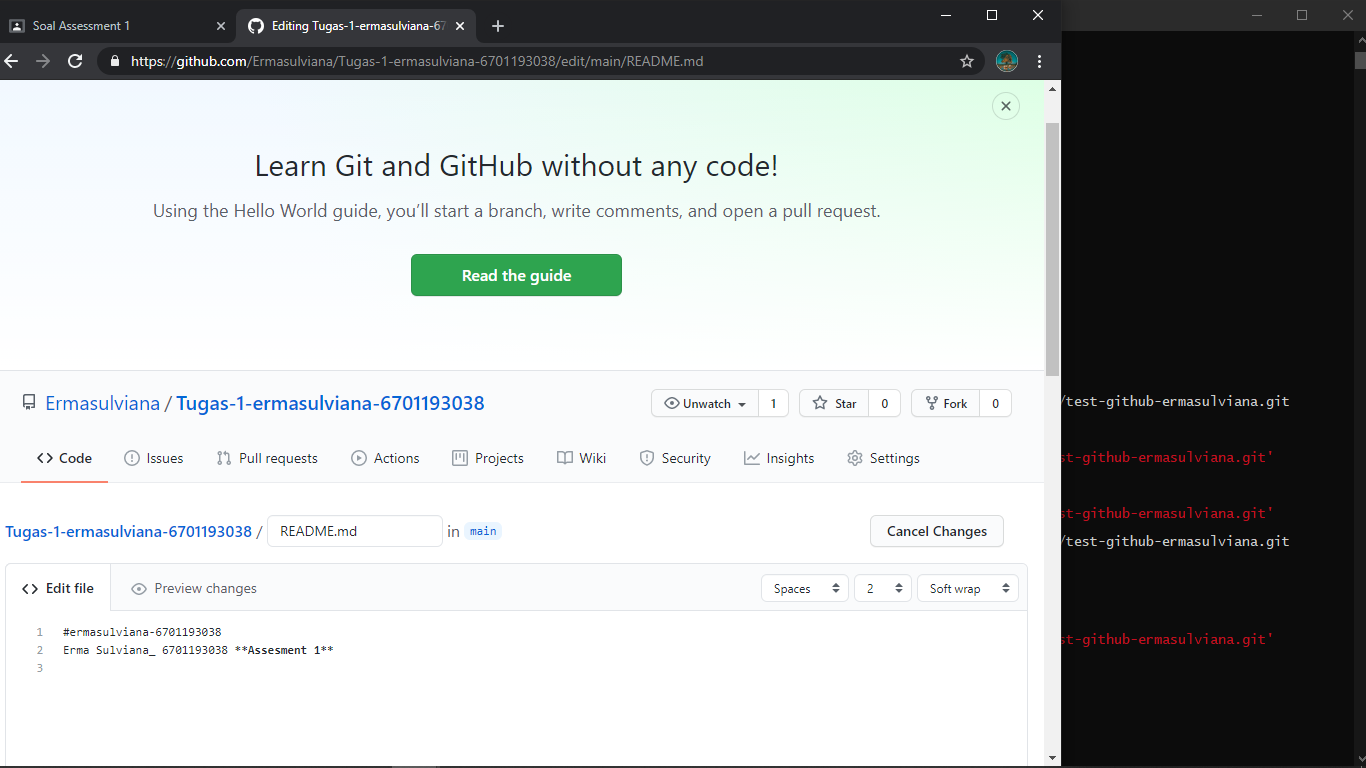 Soal Assessment 1
Editing Tugas-1-ermasulviana-67
https://github.com/Ermasulviana/Tugas-1-ermasulviana-6701193038/edit/main/README.md
Learn Git and GitHub without any code!
Using the Hello World guide, you’ll start a branch, write comments, and open a pull request.
Read the guide
Ermasulviana / Tugas-1-ermasulviana-6701193038
Unwatch 1 Star 0 Fork 0
Code Issues Pull requests Actions Projects Wiki Security Insights Settings
Tugas-1-ermasulviana-6701193038 / README.md in main Cancel Changes
<> Edit file Preview changes Spaces 2 Soft wrap
1 #ermasulviana-6701193038
2 Erma Sulviana_ 6701193038 **Assesment 1**
3
/test-github-ermasulviana.git
st-github-ermasulviana.git'
st-github-ermasulviana.git'
/test-github-ermasulviana.git
st-github-ermasulviana.git'